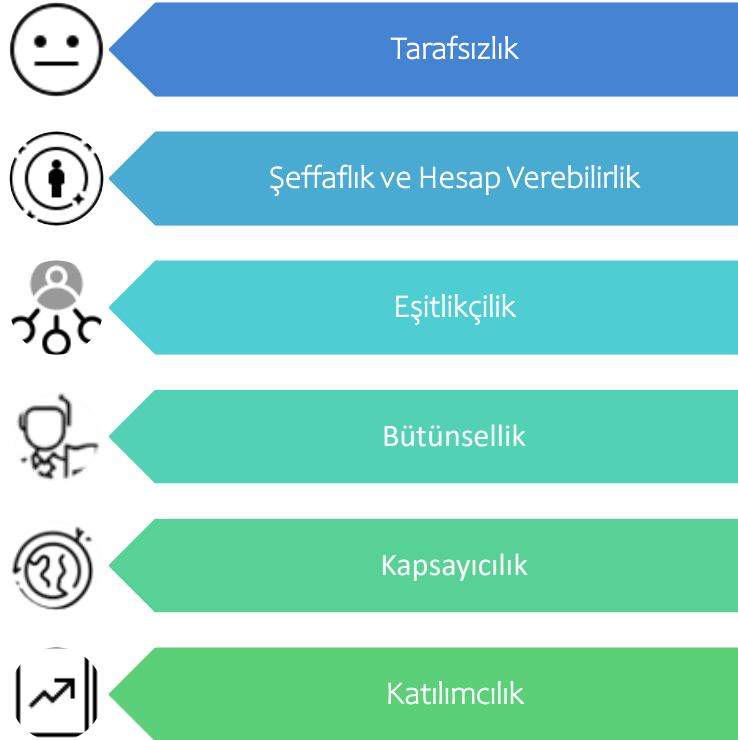 Tarafsızlık
Şeffaflık ve Hesap Verebilirlik
Eşitlikçilik
Bütünsellik
Kapsayıcılık
Katılımcılık